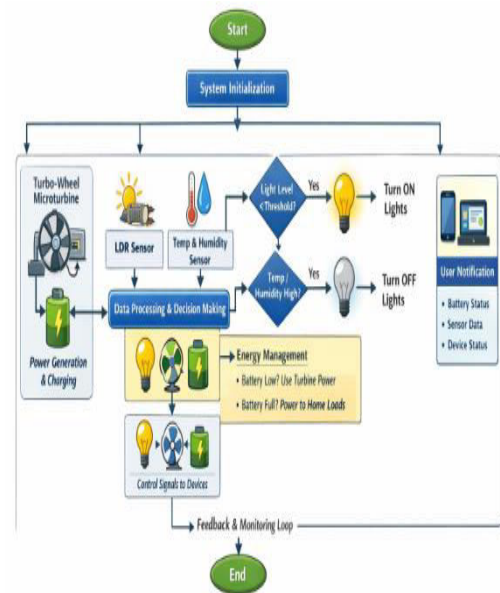 Start
System Initialization
Turbo-Wheel
Microturbine
Power Generation
& Charging
LDR Sensor
Temp & Humidity
Sensor
Light Level
<Threshold?
Yes
Turn ON
Lights
Temp /
Humidity High?
Yes
Turn OFF
Lights
User Notification
• Battery Status
• Sensor Data
• Device Status
Data Processing & Decision Making
Energy Management
• Battery Low? Use Turbine Power
• Battery Full? Power to Home Loads
Control Signals to Devices
Feedback & Monitoring Loop
End